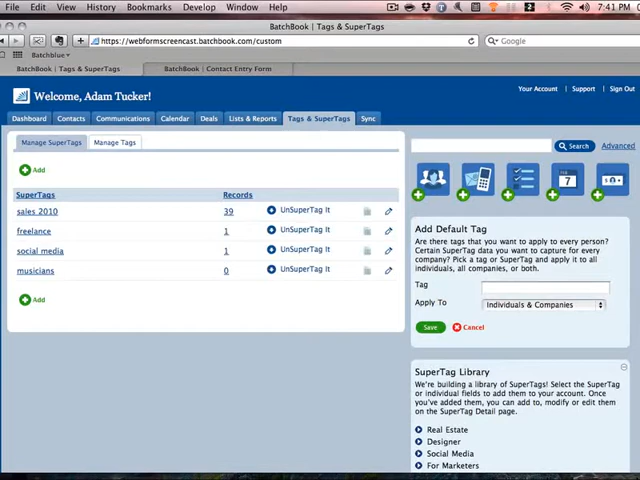 File Edit View History Bookmarks Develop Window Help 7:41 PM
BatchBook | Tags & SuperTags
https://webformscreencast.batchbook.com/custom Google
Batchblue
BatchBook | Tags & SuperTags BatchBook | Contact Entry Form
Your Account Support Sign Out
Welcome, Adam Tucker!
Dashboard Contacts Communications Calendar Deals Lists & Reports Tags & SuperTags Sync
Manage SuperTags Manage Tags
Search Advanced
Add
7
SuperTags Records
sales 2010 39 UnSuperTag It
freelance 1 UnSuperTag It
social media 1 UnSuperTag It
musicians 0 UnSuperTag It
Add
Add Default Tag
Are there tags that you want to apply to every person?
Certain SuperTag data you want to capture for every
company? Pick a tag or SuperTag and apply it to all
individuals, all companies, or both.
Tag
Apply To Individuals & Companies
Save Cancel
SuperTag Library
We're building a library of SuperTags! Select the SuperTag
or individual fields to add them to your account. Once
you've added them, you can add to, modify or edit them
on the SuperTag Detail page.
Real Estate
Designer
Social Media
For Marketers